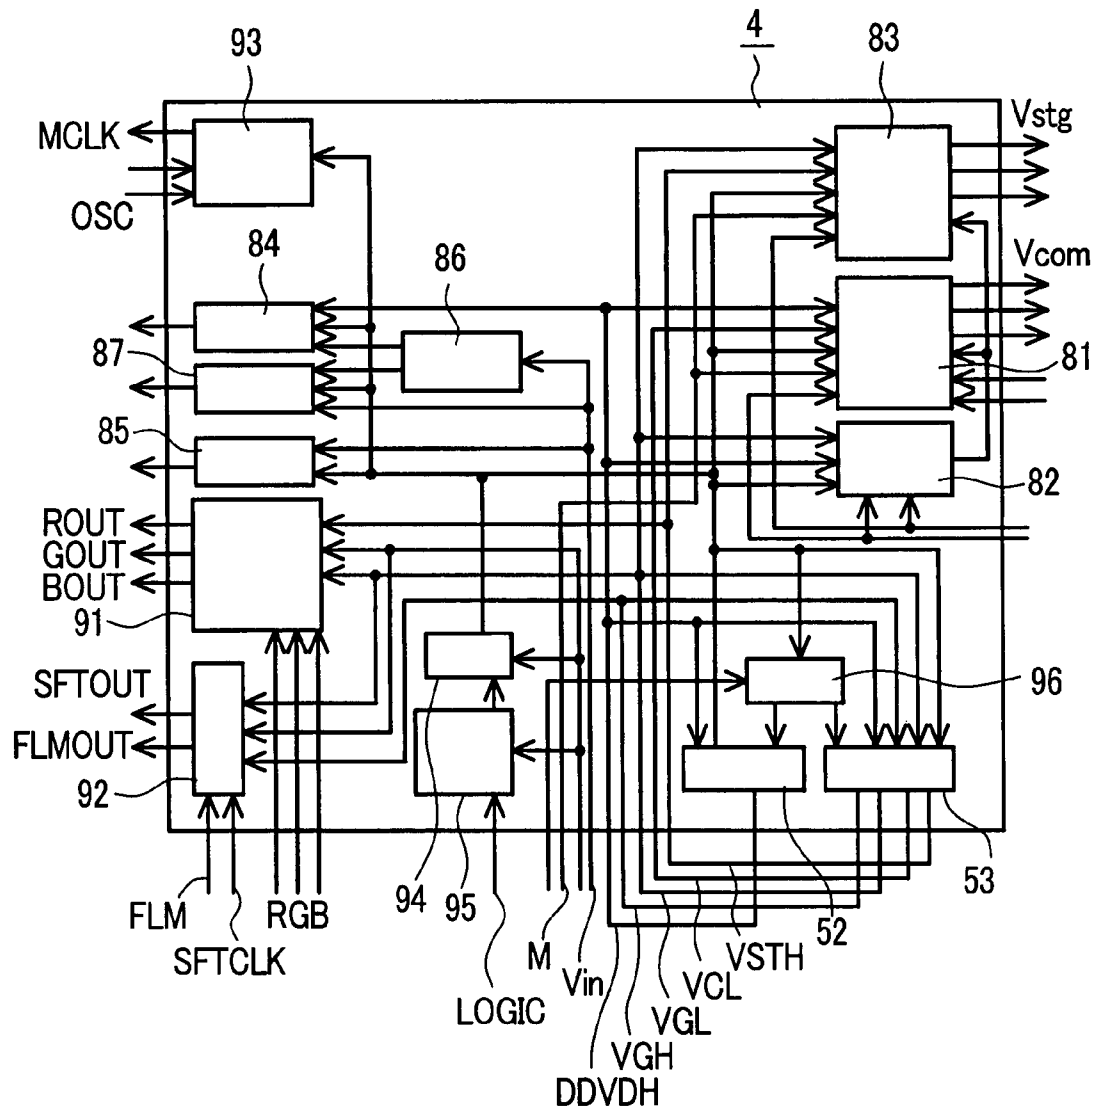 4
93
83
MCLK
Vstg
OSC
84
86
Vcom
87
81
85
82
ROUT
GOUT
BOUT
91
SFTOUT
96
FLMOUT
92
94
95
52
53
FLM
RGB
SFTCLK
M
Vin
VSTH
VCL
LOGIC
VGL
VGH
DDVDH